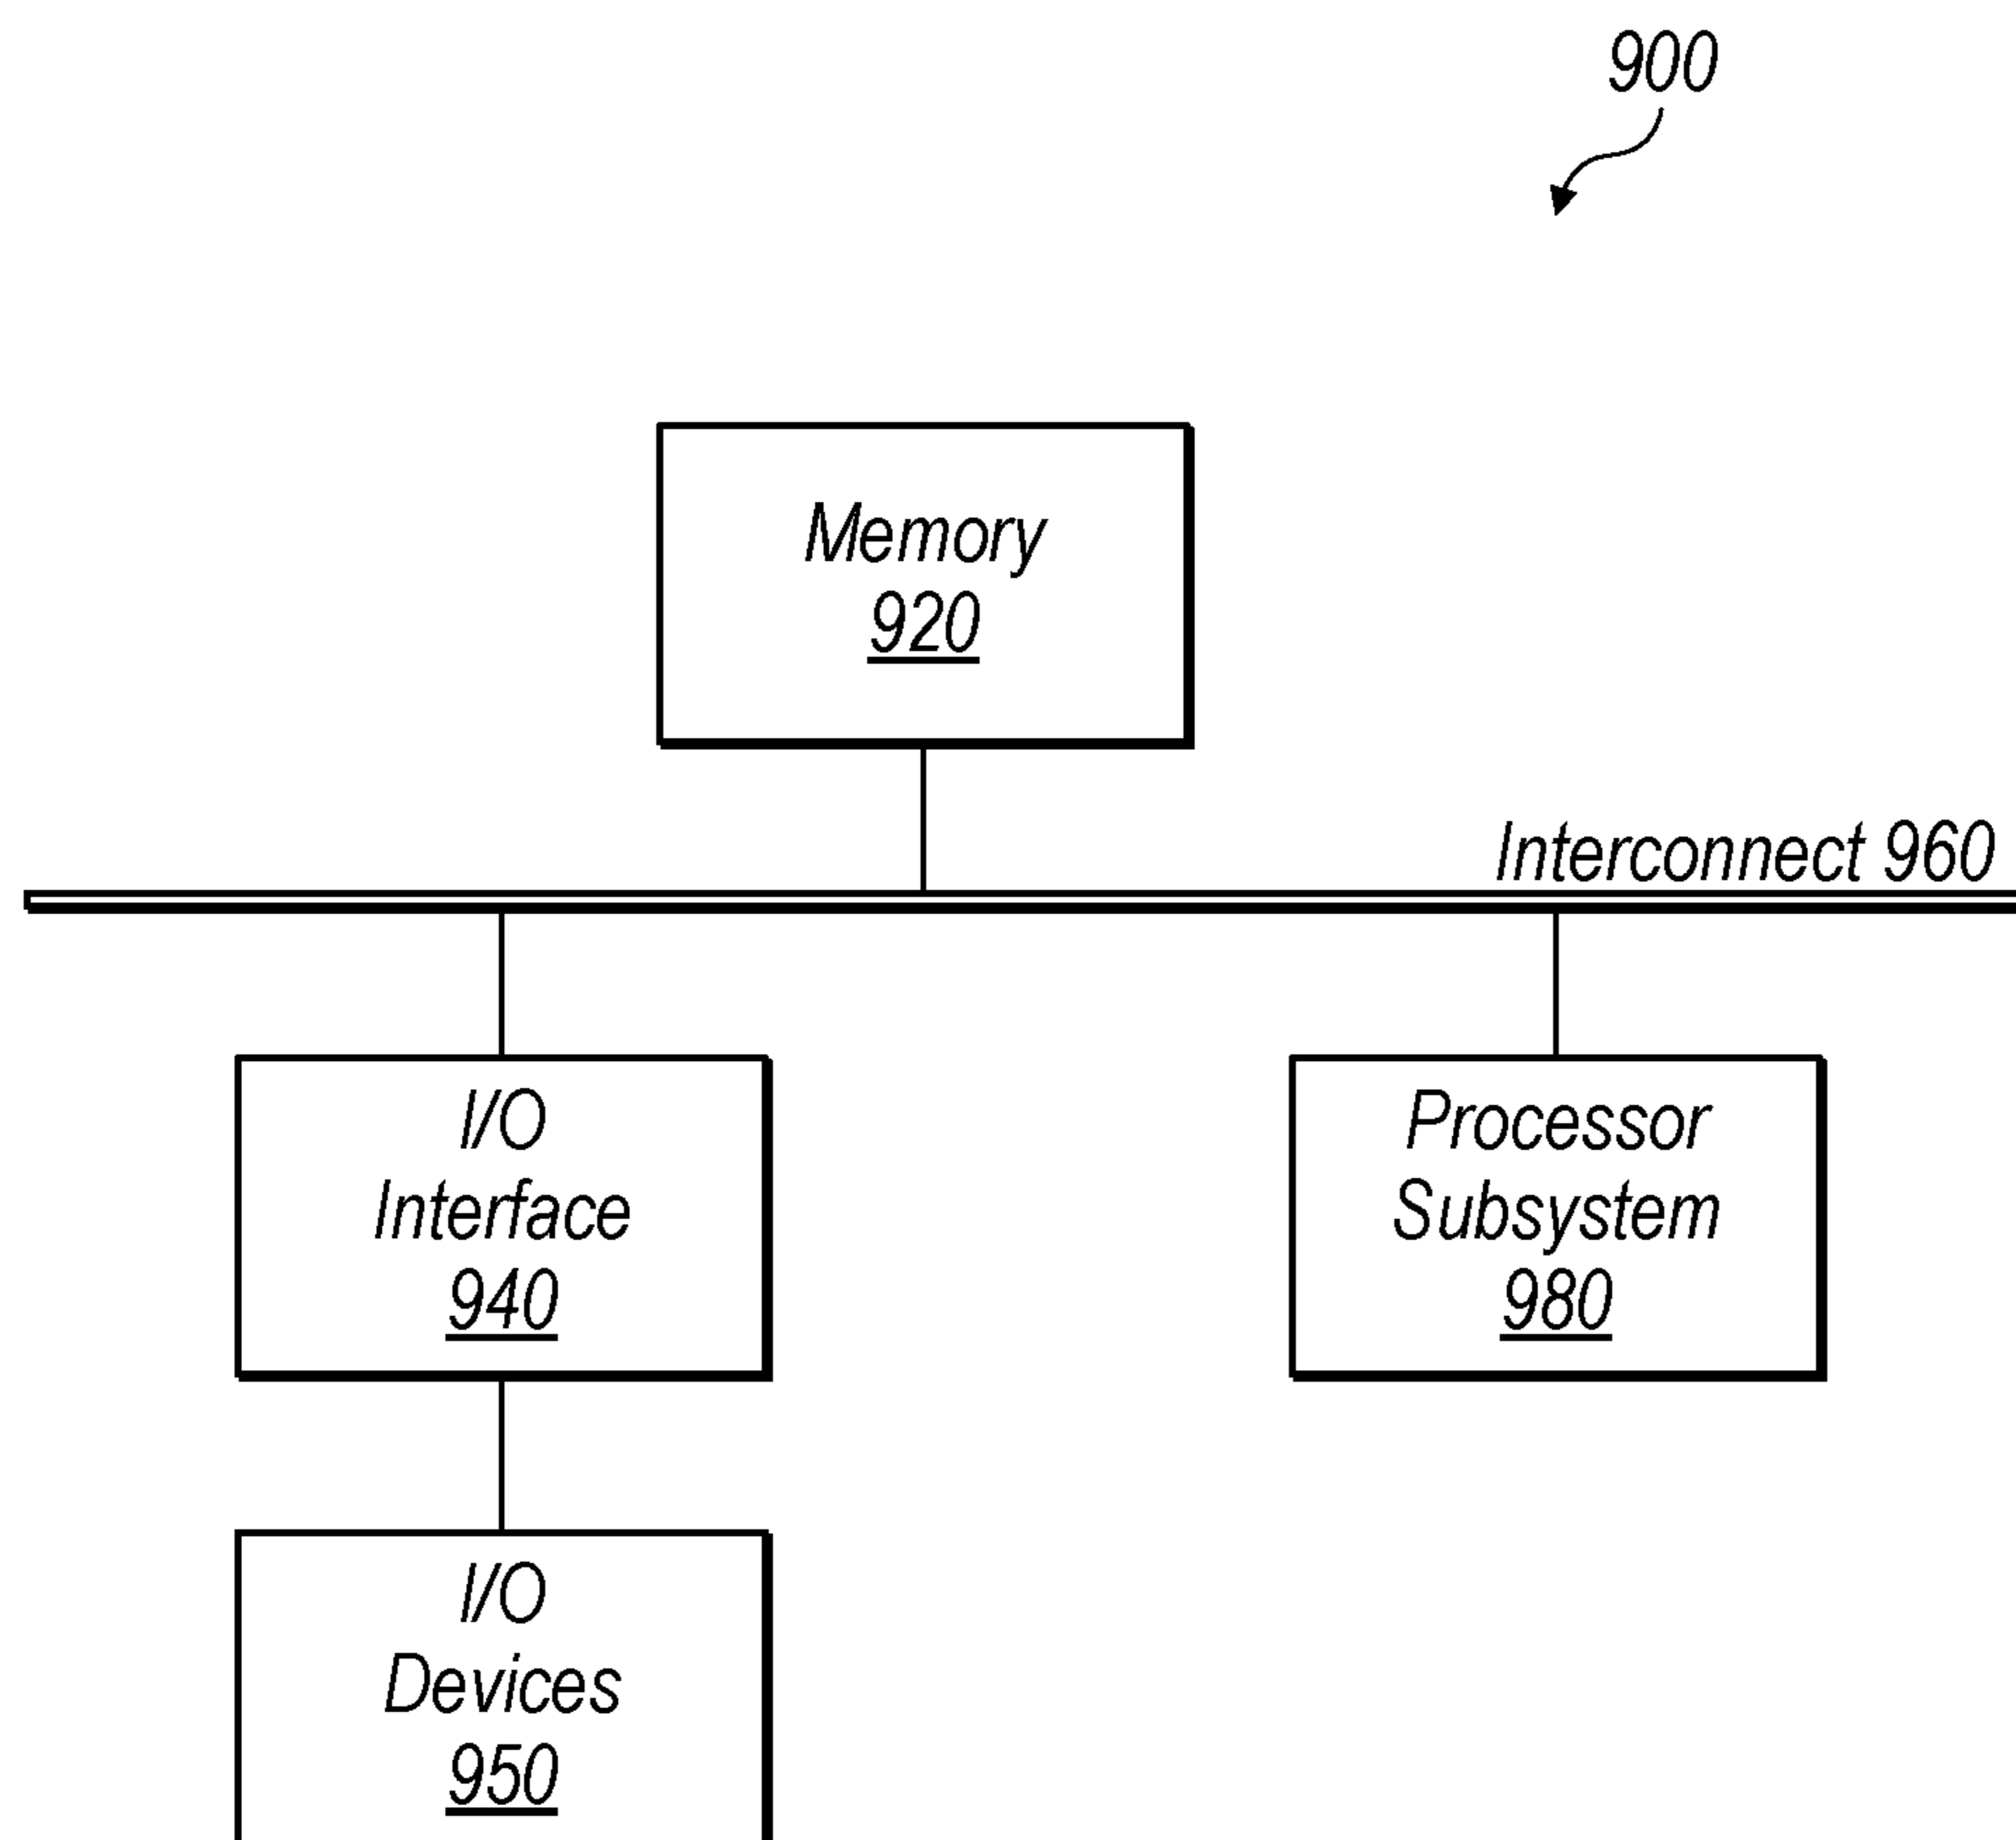 900
Memory
920
Interconnect 960
I/O
Interface
940
Processor
Subsystem
980
I/O
Devices
950